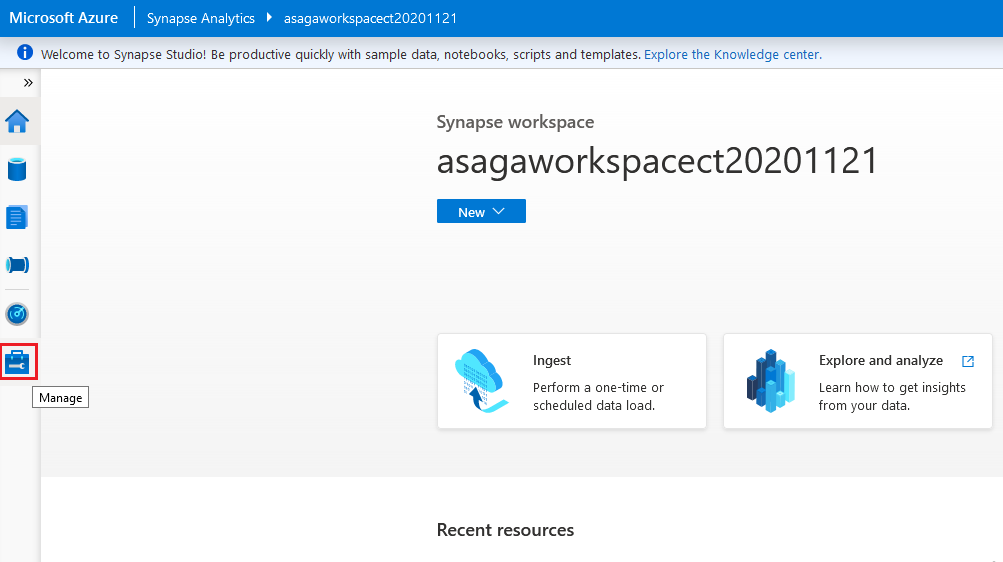 Microsoft Azure
Synapse Analytics
asagaworkspacect20201121
Welcome to Synapse Studio! Be productive quickly with sample data, notebooks, scripts and templates. Explore the Knowledge center.
»
Synapse workspace
asagaworkspacect20201121
New
Ingest
Perform a one-time or
scheduled data load.
Explore and analyze
Learn how to get insights
from your data.
Manage
Recent resources